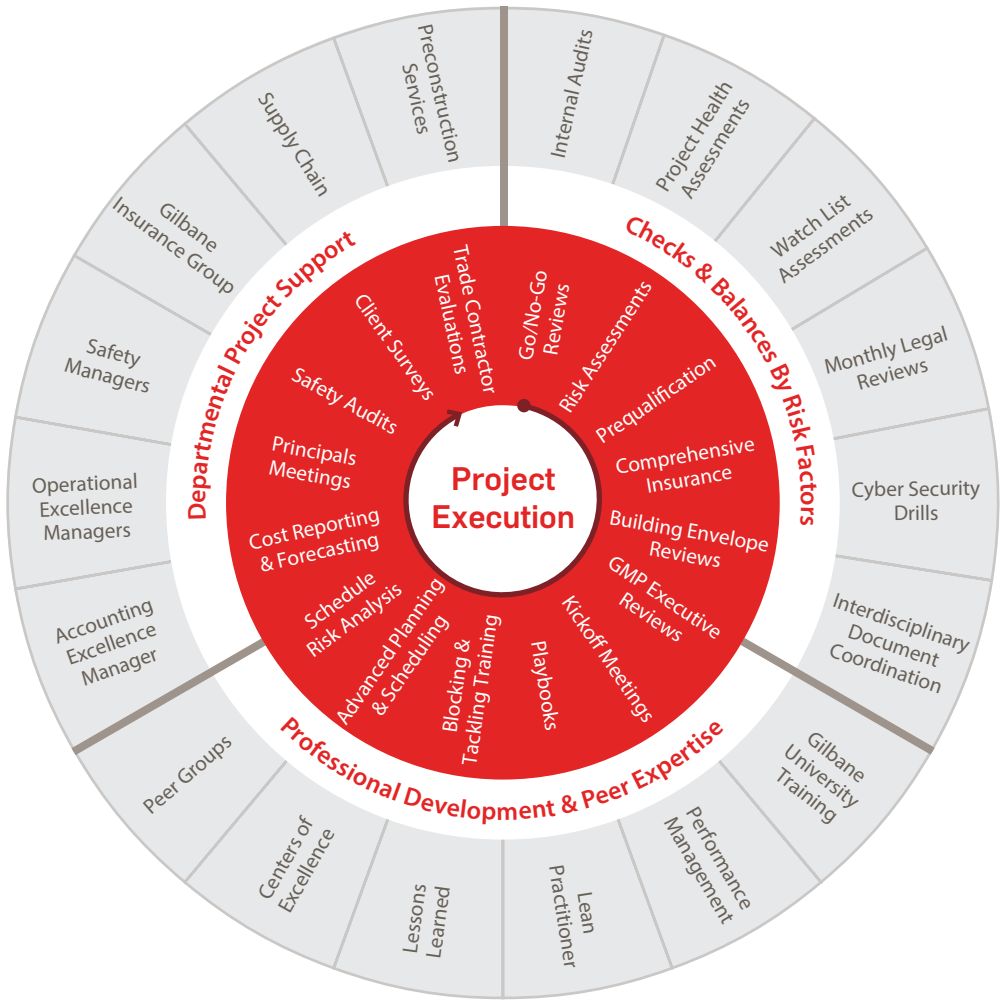 Project
Execution
Go/No-Go
Reviews
Risk Assessments
Prequalification
Comprehensive
Insurance
Building Envelope
Reviews
GMP Executive
Reviews
Kickoff Meetings
Playbooks
Blocking &
Tackling Training
Advanced Planning
& Scheduling
Schedule
Risk Analysis
Cost Reporting
& Forecasting
Principals
Meetings
Safety Audits
Client Surveys
Trade Contractor
Evaluations
Checks & Balances By Risk Factors
Internal Audits
Project Health
Assessments
Watch List
Assessments
Monthly Legal
Reviews
Cyber Security
Drills
Interdisciplinary
Document
Coordination
Professional Development & Peer Expertise
Gilbane
University
Training
Performance
Management
Lean
Practitioner
Lessons
Learned
Centers of
Excellence
Peer Groups
Departmental Project Support
Accounting
Excellence
Manager
Operational
Excellence
Managers
Safety
Managers
Gilbane
Insurance Group
Supply Chain
Preconstruction
Services